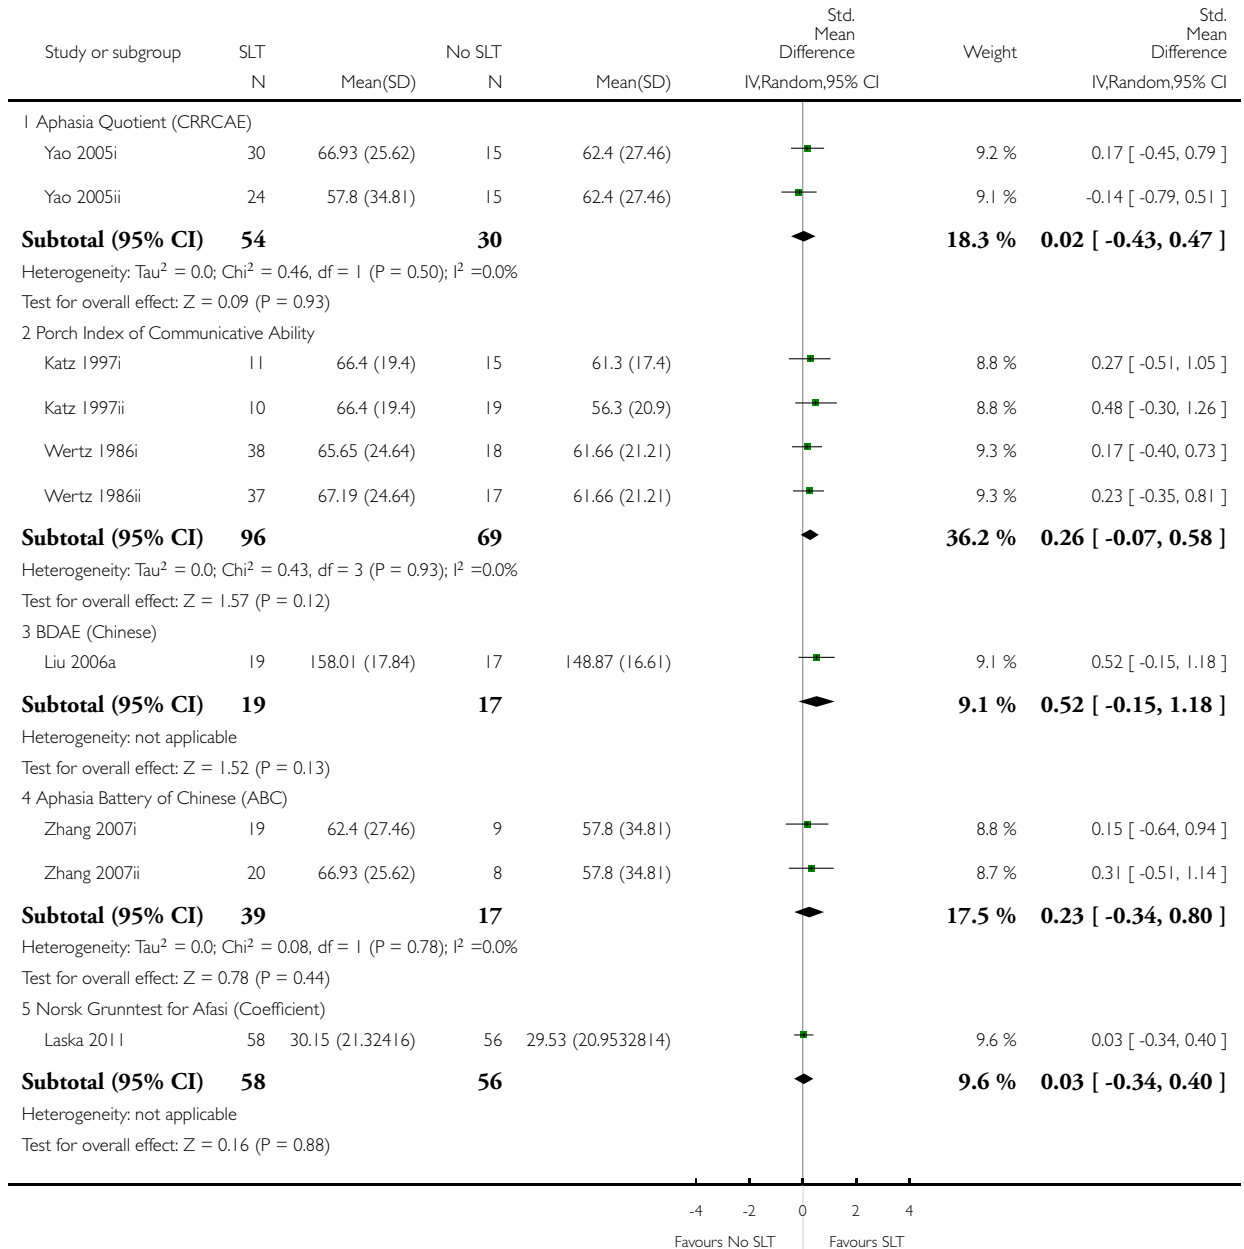 Study or subgroup SLT No SLT Std. Mean Difference Weight Std. Mean Difference
N Mean(SD) N Mean(SD) IV,Random,95% CI IV,Random,95% CI
1 Aphasia Quotient (CRRCAE)
Yao 2005i 30 66.93 (25.62) 15 62.4 (27.46) 9.2 % 0.17 [ -0.45, 0.79 ]
Yao 2005ii 24 57.8 (34.81) 15 62.4 (27.46) 9.1 % -0.14 [ -0.79, 0.51 ]
Subtotal (95% CI) 54 30 18.3 % 0.02 [ -0.43, 0.47 ]
Heterogeneity: Tau² = 0.0; Chi² = 0.46, df = 1 (P = 0.50); I² =0.0%
Test for overall effect: Z = 0.09 (P = 0.93)
2 Porch Index of Communicative Ability
Katz 1997i 11 66.4 (19.4) 15 61.3 (17.4) 8.8 % 0.27 [ -0.51, 1.05 ]
Katz 1997ii 10 66.4 (19.4) 19 56.3 (20.9) 8.8 % 0.48 [ -0.30, 1.26 ]
Wertz 1986i 38 65.65 (24.64) 18 61.66 (21.21) 9.3 % 0.17 [ -0.40, 0.73 ]
Wertz 1986ii 37 67.19 (24.64) 17 61.66 (21.21) 9.3 % 0.23 [ -0.35, 0.81 ]
Subtotal (95% CI) 96 69 36.2 % 0.26 [ -0.07, 0.58 ]
Heterogeneity: Tau² = 0.0; Chi² = 0.43, df = 3 (P = 0.93); I² =0.0%
Test for overall effect: Z = 1.57 (P = 0.12)
3 BDAE (Chinese)
Liu 2006a 19 158.01 (17.84) 17 148.87 (16.61) 9.1 % 0.52 [ -0.15, 1.18 ]
Subtotal (95% CI) 19 17 9.1 % 0.52 [ -0.15, 1.18 ]
Heterogeneity: not applicable
Test for overall effect: Z = 1.52 (P = 0.13)
4 Aphasia Battery of Chinese (ABC)
Zhang 2007i 19 62.4 (27.46) 9 57.8 (34.81) 8.8 % 0.15 [ -0.64, 0.94 ]
Zhang 2007ii 20 66.93 (25.62) 8 57.8 (34.81) 8.7 % 0.31 [ -0.51, 1.14 ]
Subtotal (95% CI) 39 17 17.5 % 0.23 [ -0.34, 0.80 ]
Heterogeneity: Tau² = 0.0; Chi² = 0.08, df = 1 (P = 0.78); I² =0.0%
Test for overall effect: Z = 0.78 (P = 0.44)
5 Norsk Grunntest for Afasi (Coefficient)
Laska 2011 58 30.15 (21.32416) 56 29.53 (20.9532814) 9.6 % 0.03 [ -0.34, 0.40 ]
Subtotal (95% CI) 58 56 9.6 % 0.03 [ -0.34, 0.40 ]
Heterogeneity: not applicable
Test for overall effect: Z = 0.16 (P = 0.88)
-4 -2 0 2 4
Favours No SLT Favours SLT